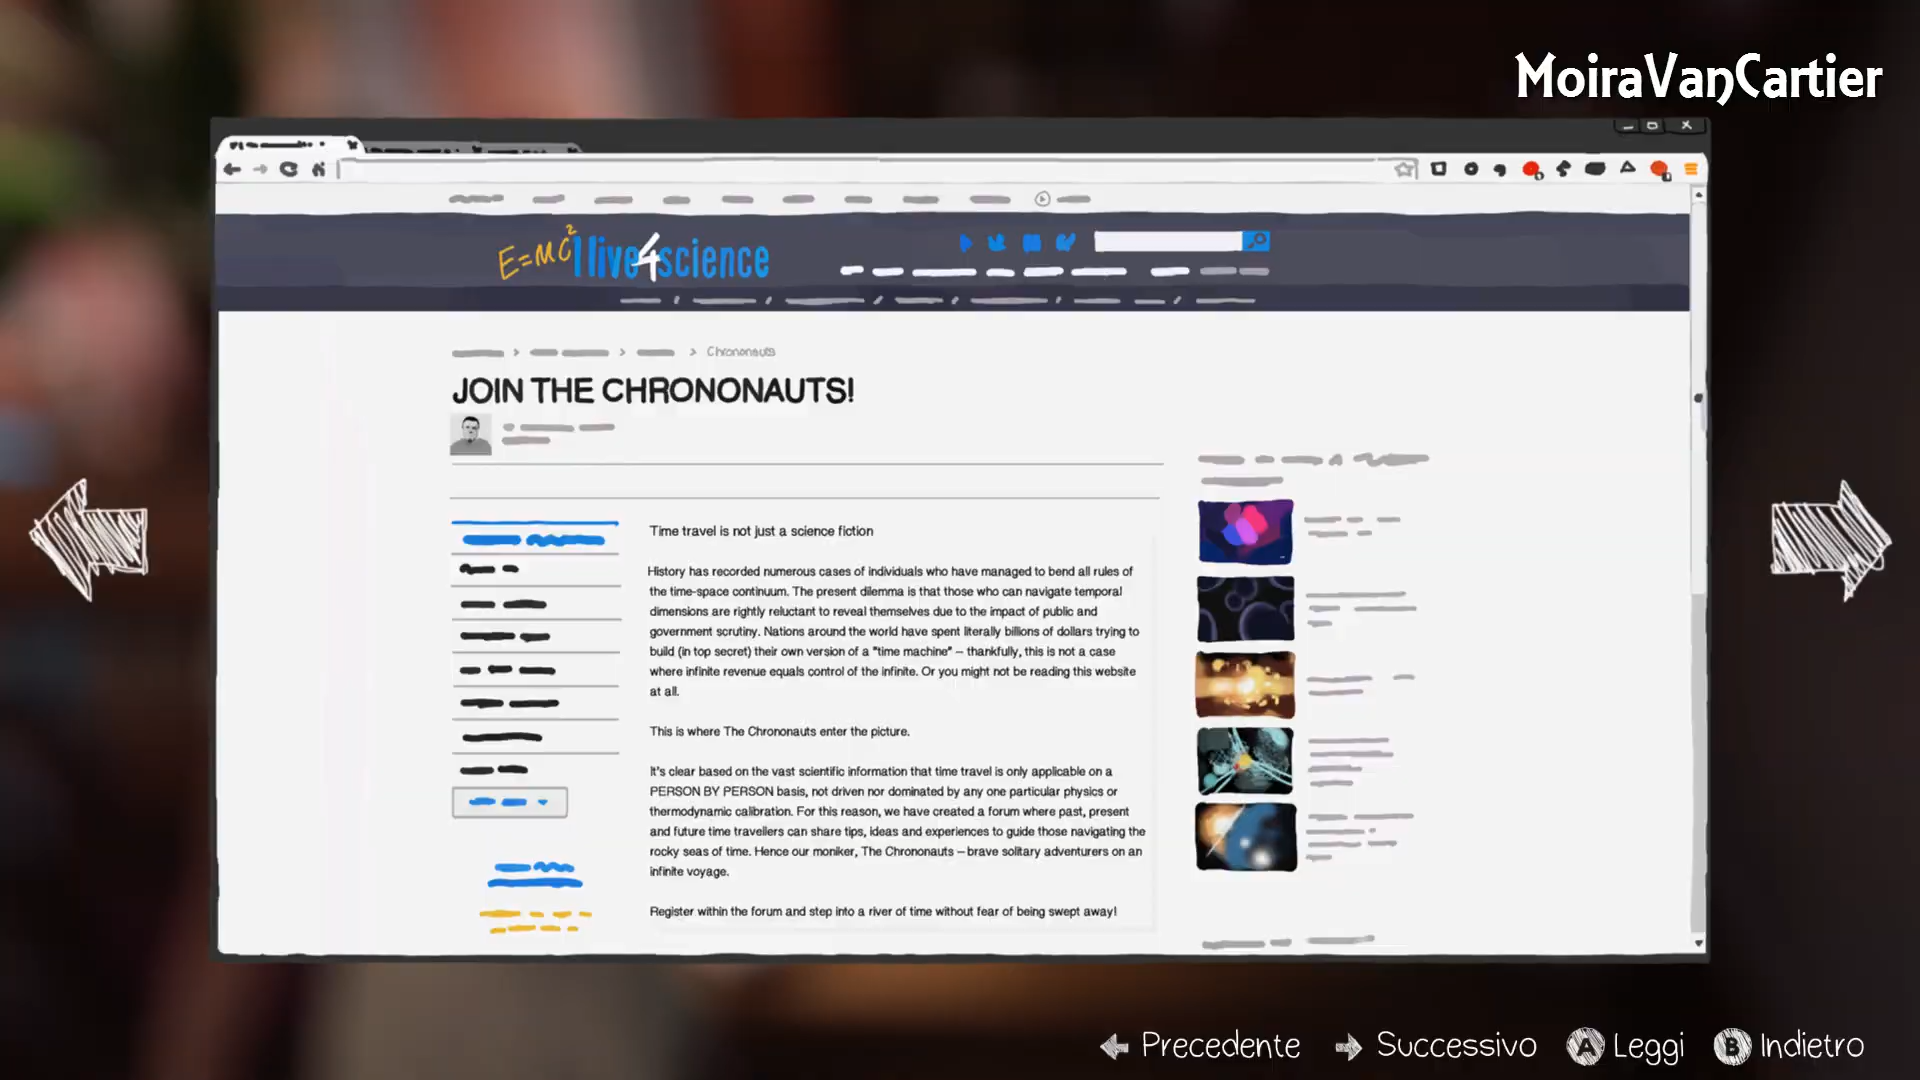 MoiraVanCartier
E=MC²
I live4science
Chrononauts
JOIN THE CHRONONAUTS!
Time travel is not just a science fiction
History has recorded numerous cases of individuals who have managed to bend all rules of
the time-space continuum. The present dilemma is that those who can navigate temporal
dimensions are rightly reluctant to reveal themselves due to the impact of public and
government scrutiny. Nations around the world have spent literally billions of dollars trying to
build (in top secret) their own version of a "time machine" – thankfully, this is not a case
where infinite revenue equals control of the infinite. Or you might not be reading this website
at all.
This is where The Chrononauts enter the picture.
It's clear based on the vast scientific information that time travel is only applicable on a
PERSON BY PERSON basis, not driven nor dominated by any one particular physics or
thermodynamic calibration. For this reason, we have created a forum where past, present
and future time travellers can share tips, ideas and experiences to guide those navigating the
rocky seas of time. Hence our moniker, The Chrononauts – brave solitary adventurers on an
infinite voyage.
Register within the forum and step into a river of time without fear of being swept away!
Precedente Successivo A Leggi B Indietro